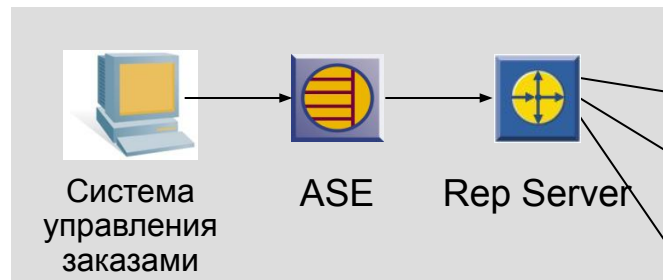 Система
управления
заказами
ASE
Rep Server